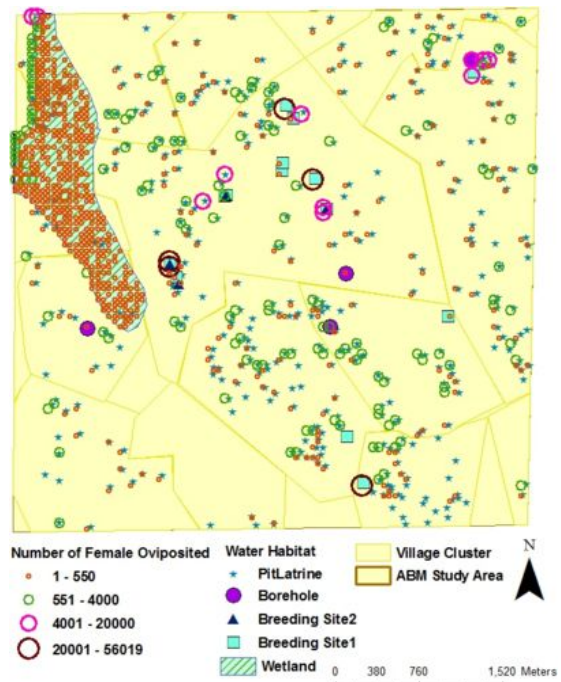 Number of Female Oviposited
1 - 550
551 - 4000
4001 - 20000
20001 - 56019
Water Habitat
PitLatrine
Borehole
Breeding Site2
Breeding Site1
Wetland
Village Cluster
ABM Study Area
N
0 380 760 1,520 Meters